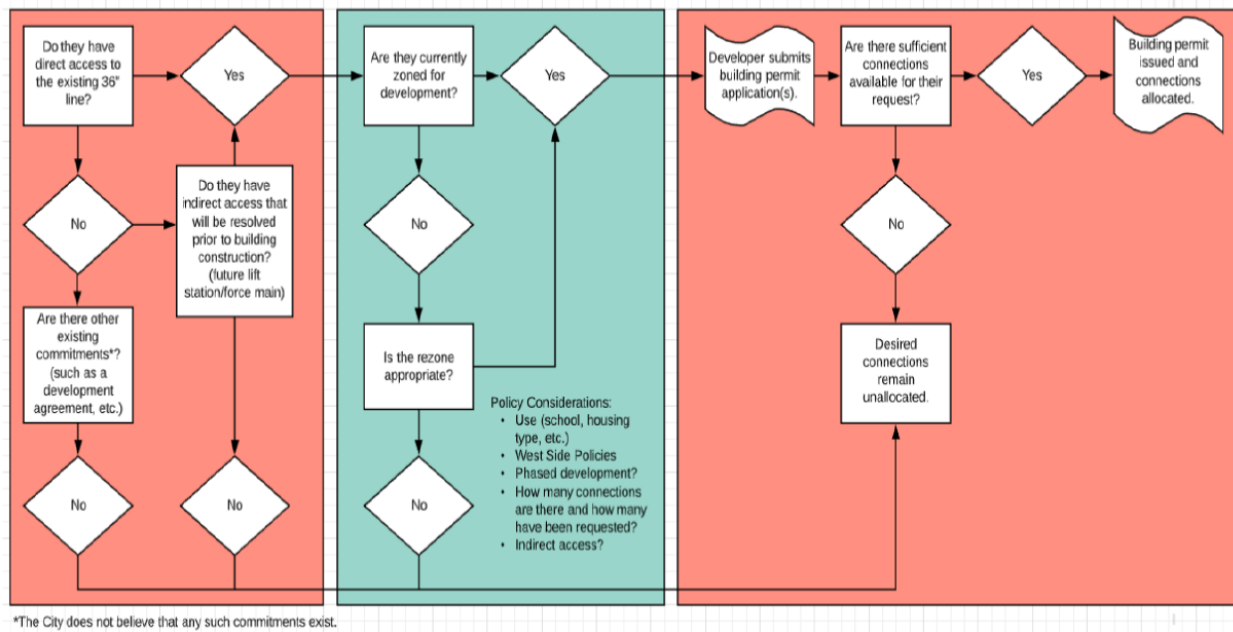 Do they have
direct access to
the existing 36"
line?
Yes
No
Do they have
indirect access that
will be resolved
prior to building
construction?
(future lift
station/force main)
Are there other
existing
commitments*?
(such as a
development
agreement, etc.)
No
No
Are they currently
zoned for
development?
Yes
No
Is the rezone
appropriate?
No
Policy Considerations:
• Use (school, housing
type, etc.)
• West Side Policies
• Phased development?
• How many connections
are there and how many
have been requested?
• Indirect access?
Developer submits
building permit
application(s).
Are there sufficient
connections
available for their
request?
Yes
Building permit
issued and
connections
allocated.
No
Desired
connections
remain
unallocated.
*The City does not believe that any such commitments exist.